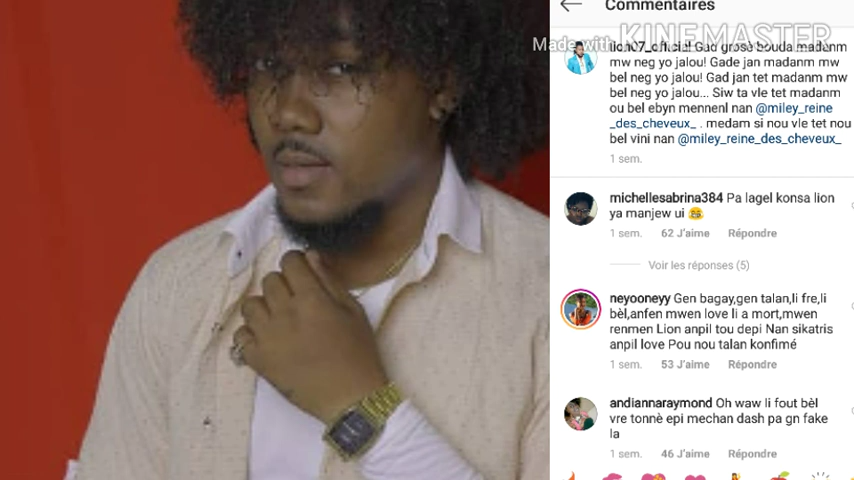 Commentaires
Made with KINEMASTER
lion07_official Gad grose bouda madanm
mw neg yo jalou! Gade jan madanm mw
bel neg yo jalou! Gad jan tet madanm mw
bel neg yo jalou... Siw ta vle tet madanm
ou bel ebyn mennenl nan @miley_reine
_des_cheveux_ . medam si nou vle tet nou
bel vini nan @miley_reine_des_cheveux_
1 sem.
michellesabrina384 Pa lagel konsa lion
ya manjew ui 😂
1 sem. 62 J'aime Répondre
Voir les réponses (5)
neyooneyy Gen bagay,gen talan,li fre,li
bèl,anfen mwen love li a mort,mwen
renmen Lion anpil tou depi Nan sikatris
anpil love Pou nou talan konfimé
1 sem. 53 J'aime Répondre
andiannaraymond Oh waw li fout bèl
vre tonnè epi mechan dash pa gn fake
la
1 sem. 46 J'aime Répondre